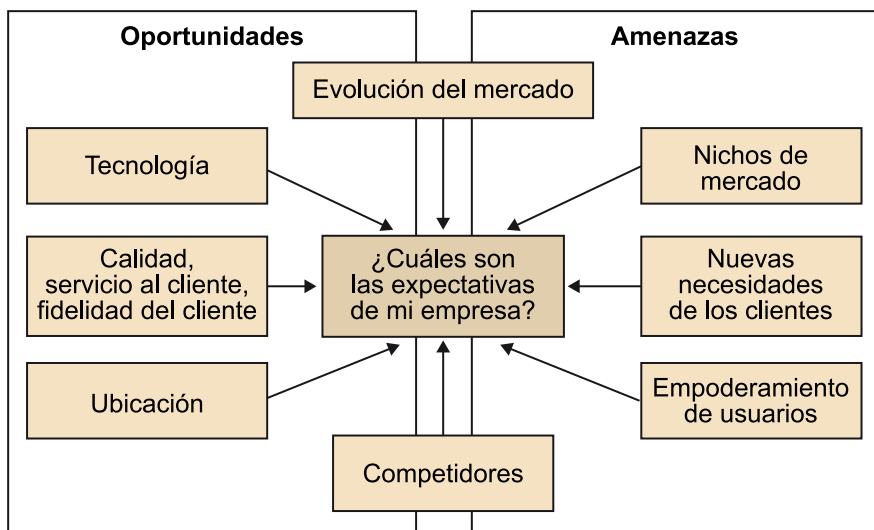 Oportunidades
Amenazas
Evolución del mercado
Tecnología
Nichos de
mercado
Calidad,
servicio al cliente,
fidelidad del cliente
¿Cuáles son
las expectativas
de mi empresa?
Nuevas
necesidades
de los clientes
Ubicación
Empoderamiento
de usuarios
Competidores